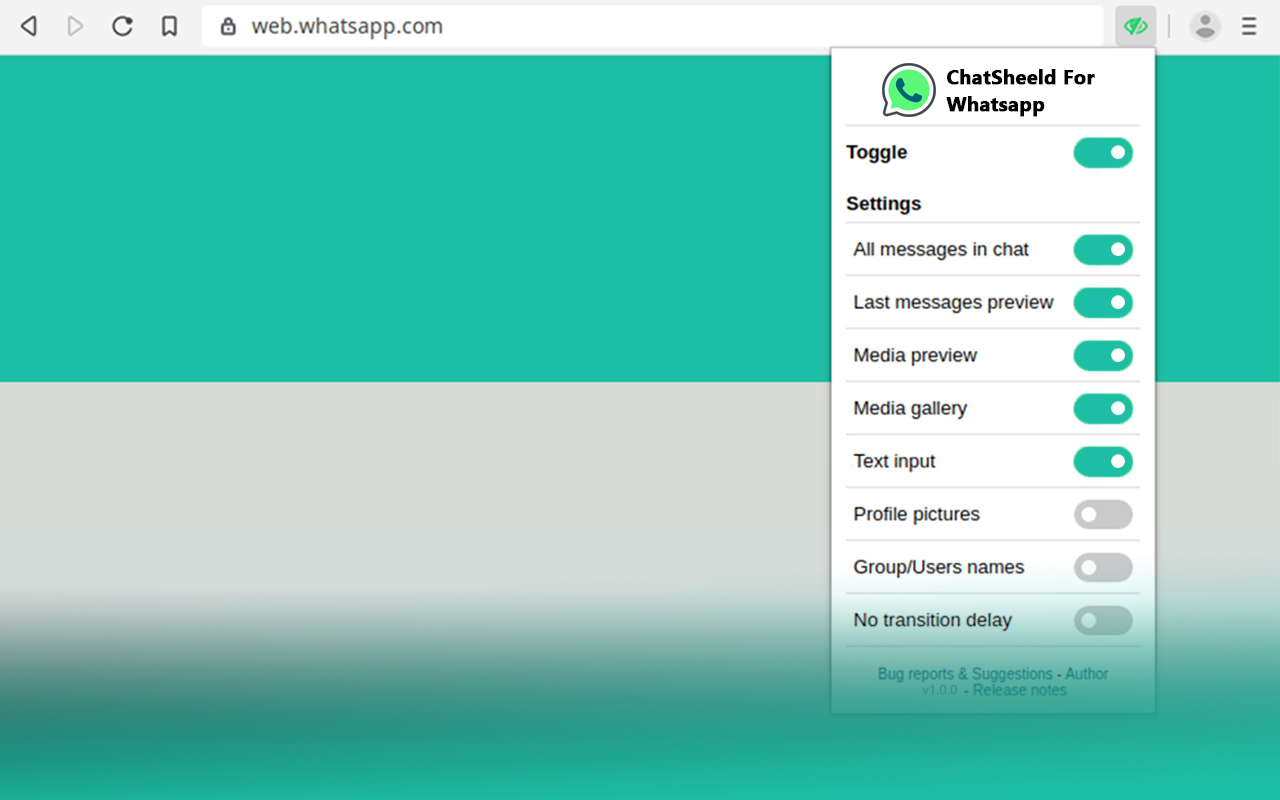 web.whatsapp.com
ChatSheeld For
Whatsapp
Toggle
Settings
All messages in chat
Last messages preview
Media preview
Media gallery
Text input
Profile pictures
Group/Users names
No transition delay
Bug reports & Suggestions - Author
v1.0.0 - Release notes